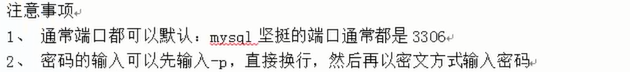 注意事项
1、 通常端口都可以默认：mysql 坚挺的端口通常都是 3306
2、 密码的输入可以先输入-p，直接换行，然后再以密文方式输入密码